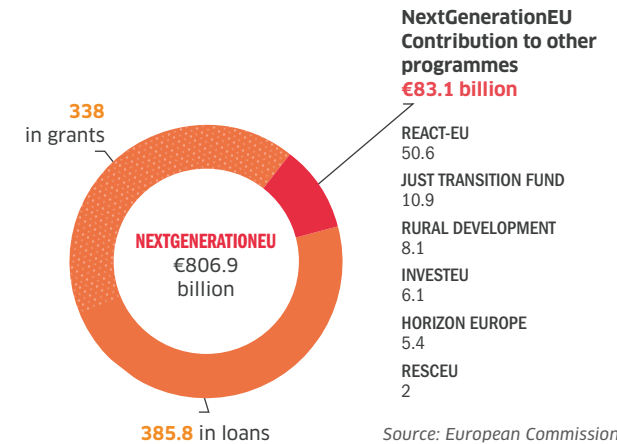 NextGenerationEU
Contribution to other
programmes
€83.1 billion
338
in grants
REACT-EU
50.6
JUST TRANSITION FUND
10.9
RURAL DEVELOPMENT
8.1
INVESTEU
6.1
HORIZON EUROPE
5.4
RESCEU
2
NEXTGENERATIONEU
€806.9
billion
385.8 in loans
Source: European Commission